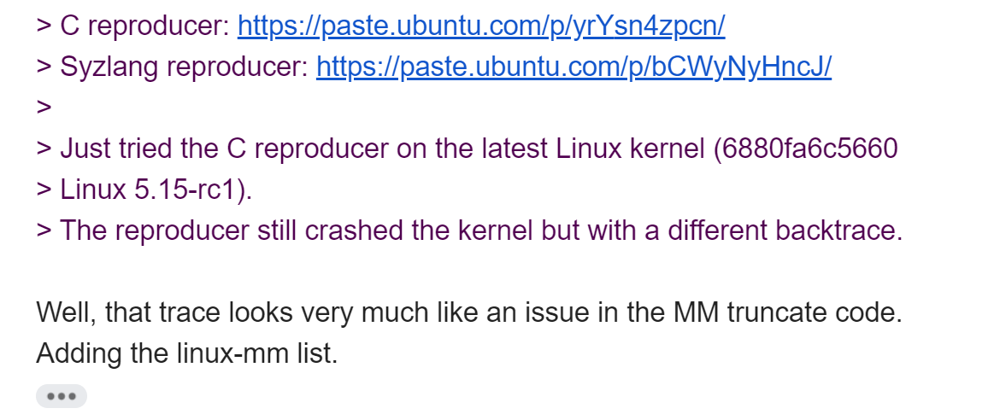 > C reproducer: https://paste.ubuntu.com/p/yrYsn4zpcn/
> Syzlang reproducer: https://paste.ubuntu.com/p/bCWyNyHncJ/
>
> Just tried the C reproducer on the latest Linux kernel (6880fa6c5660
> Linux 5.15-rc1).
> The reproducer still crashed the kernel but with a different backtrace.
Well, that trace looks very much like an issue in the MM truncate code.
Adding the linux-mm list.